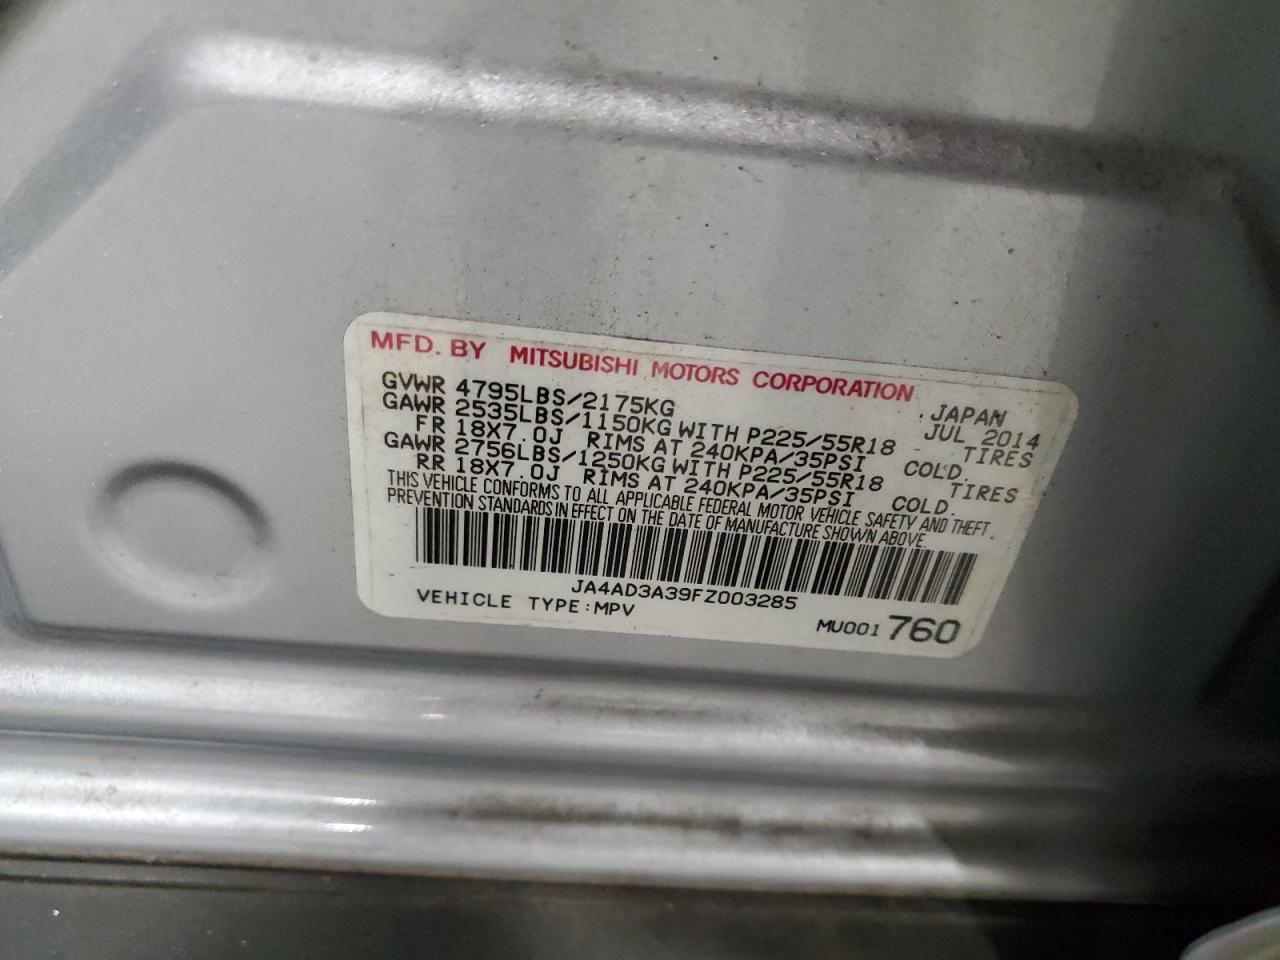 MFD. BY MITSUBISHI MOTORS CORPORATION
JAPAN
GVWR 4795LBS/2175KG JUL 2014
GAWR 2535LBS/1150KG WITH P225/55R18 TIRES
FR 18X7.0J RIMS AT 240KPA/35PSI COLD.
GAWR 2756LBS/1250KG WITH P225/55R18 TIRES
RR 18X7.0J RIMS AT 240KPA/35PSI COLD.
THIS VEHICLE CONFORMS TO ALL APPLICABLE FEDERAL MOTOR VEHICLE SAFETY AND THEFT
PREVENTION STANDARDS IN EFFECT ON THE DATE OF MANUFACTURE SHOWN ABOVE.
JA4AD3A39FZ003285
VEHICLE TYPE:MPV
MU001 760